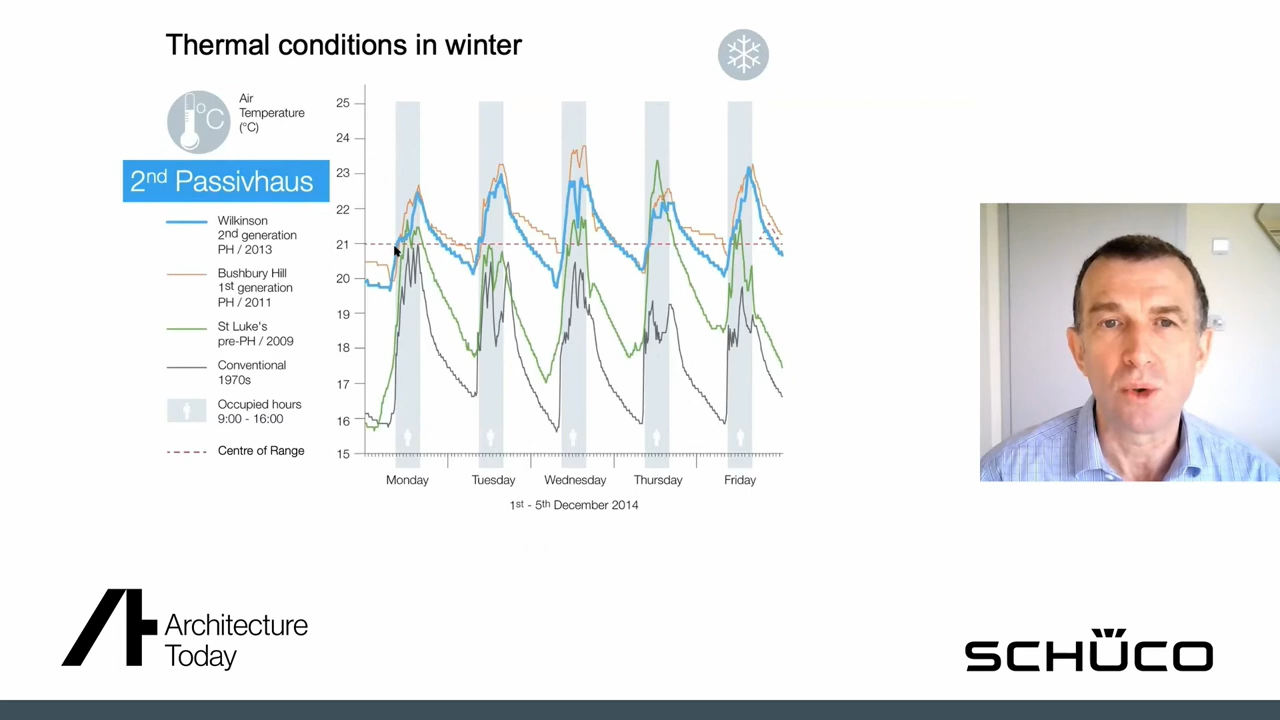 Thermal conditions in winter
°C
Air
Temperature
(°C)
2nd Passivhaus
Wilkinson
2nd generation
PH / 2013
Bushbury Hill
1st generation
PH / 2011
St Luke's
pre-PH / 2009
Conventional
1970s
Occupied hours
9:00 - 16:00
Centre of Range
25
24
23
22
21
20
19
18
17
16
15
Monday
Tuesday
Wednesday
Thursday
Friday
1st - 5th December 2014
Architecture
Today
SCHÜCO